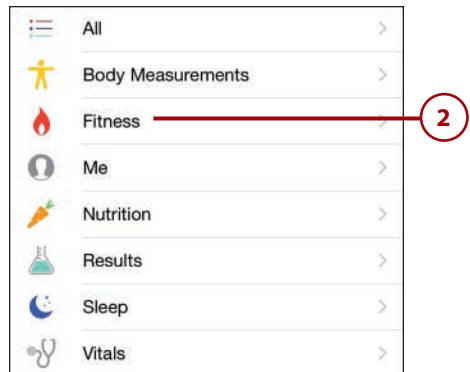 All
Body Measurements
Fitness
2
Me
Nutrition
Results
Sleep
Vitals